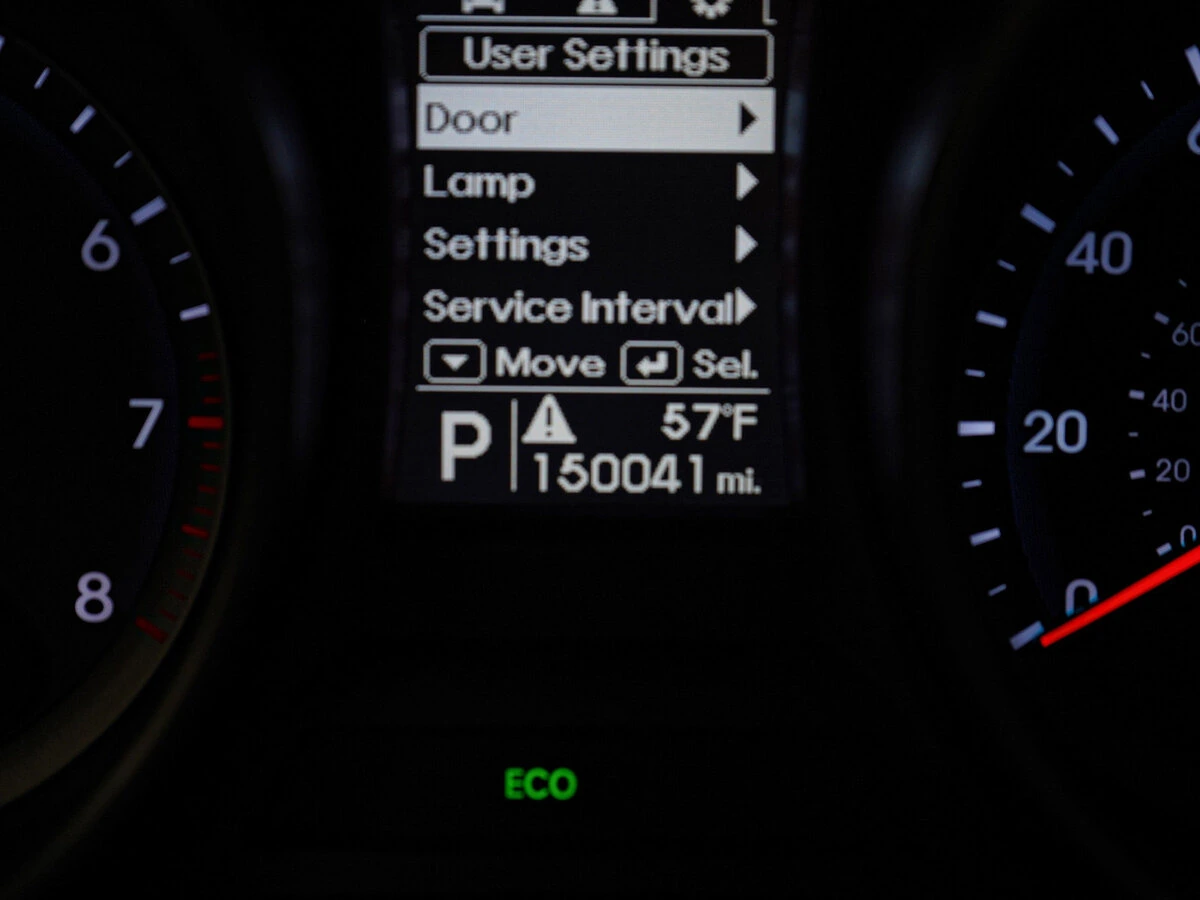 User Settings
Door
Lamp
Settings
Service Interval
Move Sel.
P 57°F
150041 mi.
6
7
8
40
20
0
60
40
20
0
ECO